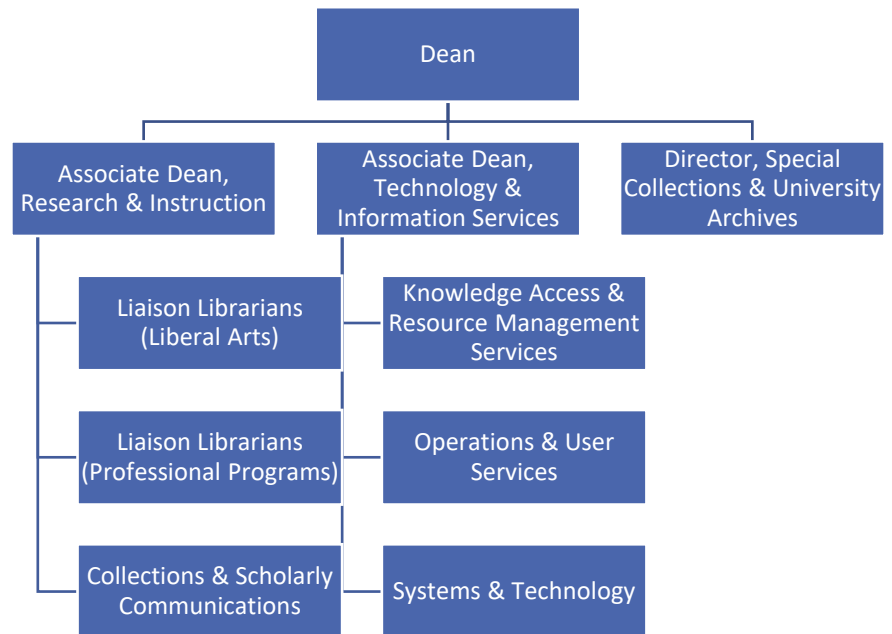 Dean
Associate Dean,
Research & Instruction
Associate Dean,
Technology &
Information Services
Director, Special
Collections & University
Archives
Liaison Librarians
(Liberal Arts)
Knowledge Access &
Resource Management
Services
Liaison Librarians
(Professional Programs)
Operations & User
Services
Collections & Scholarly
Communications
Systems & Technology